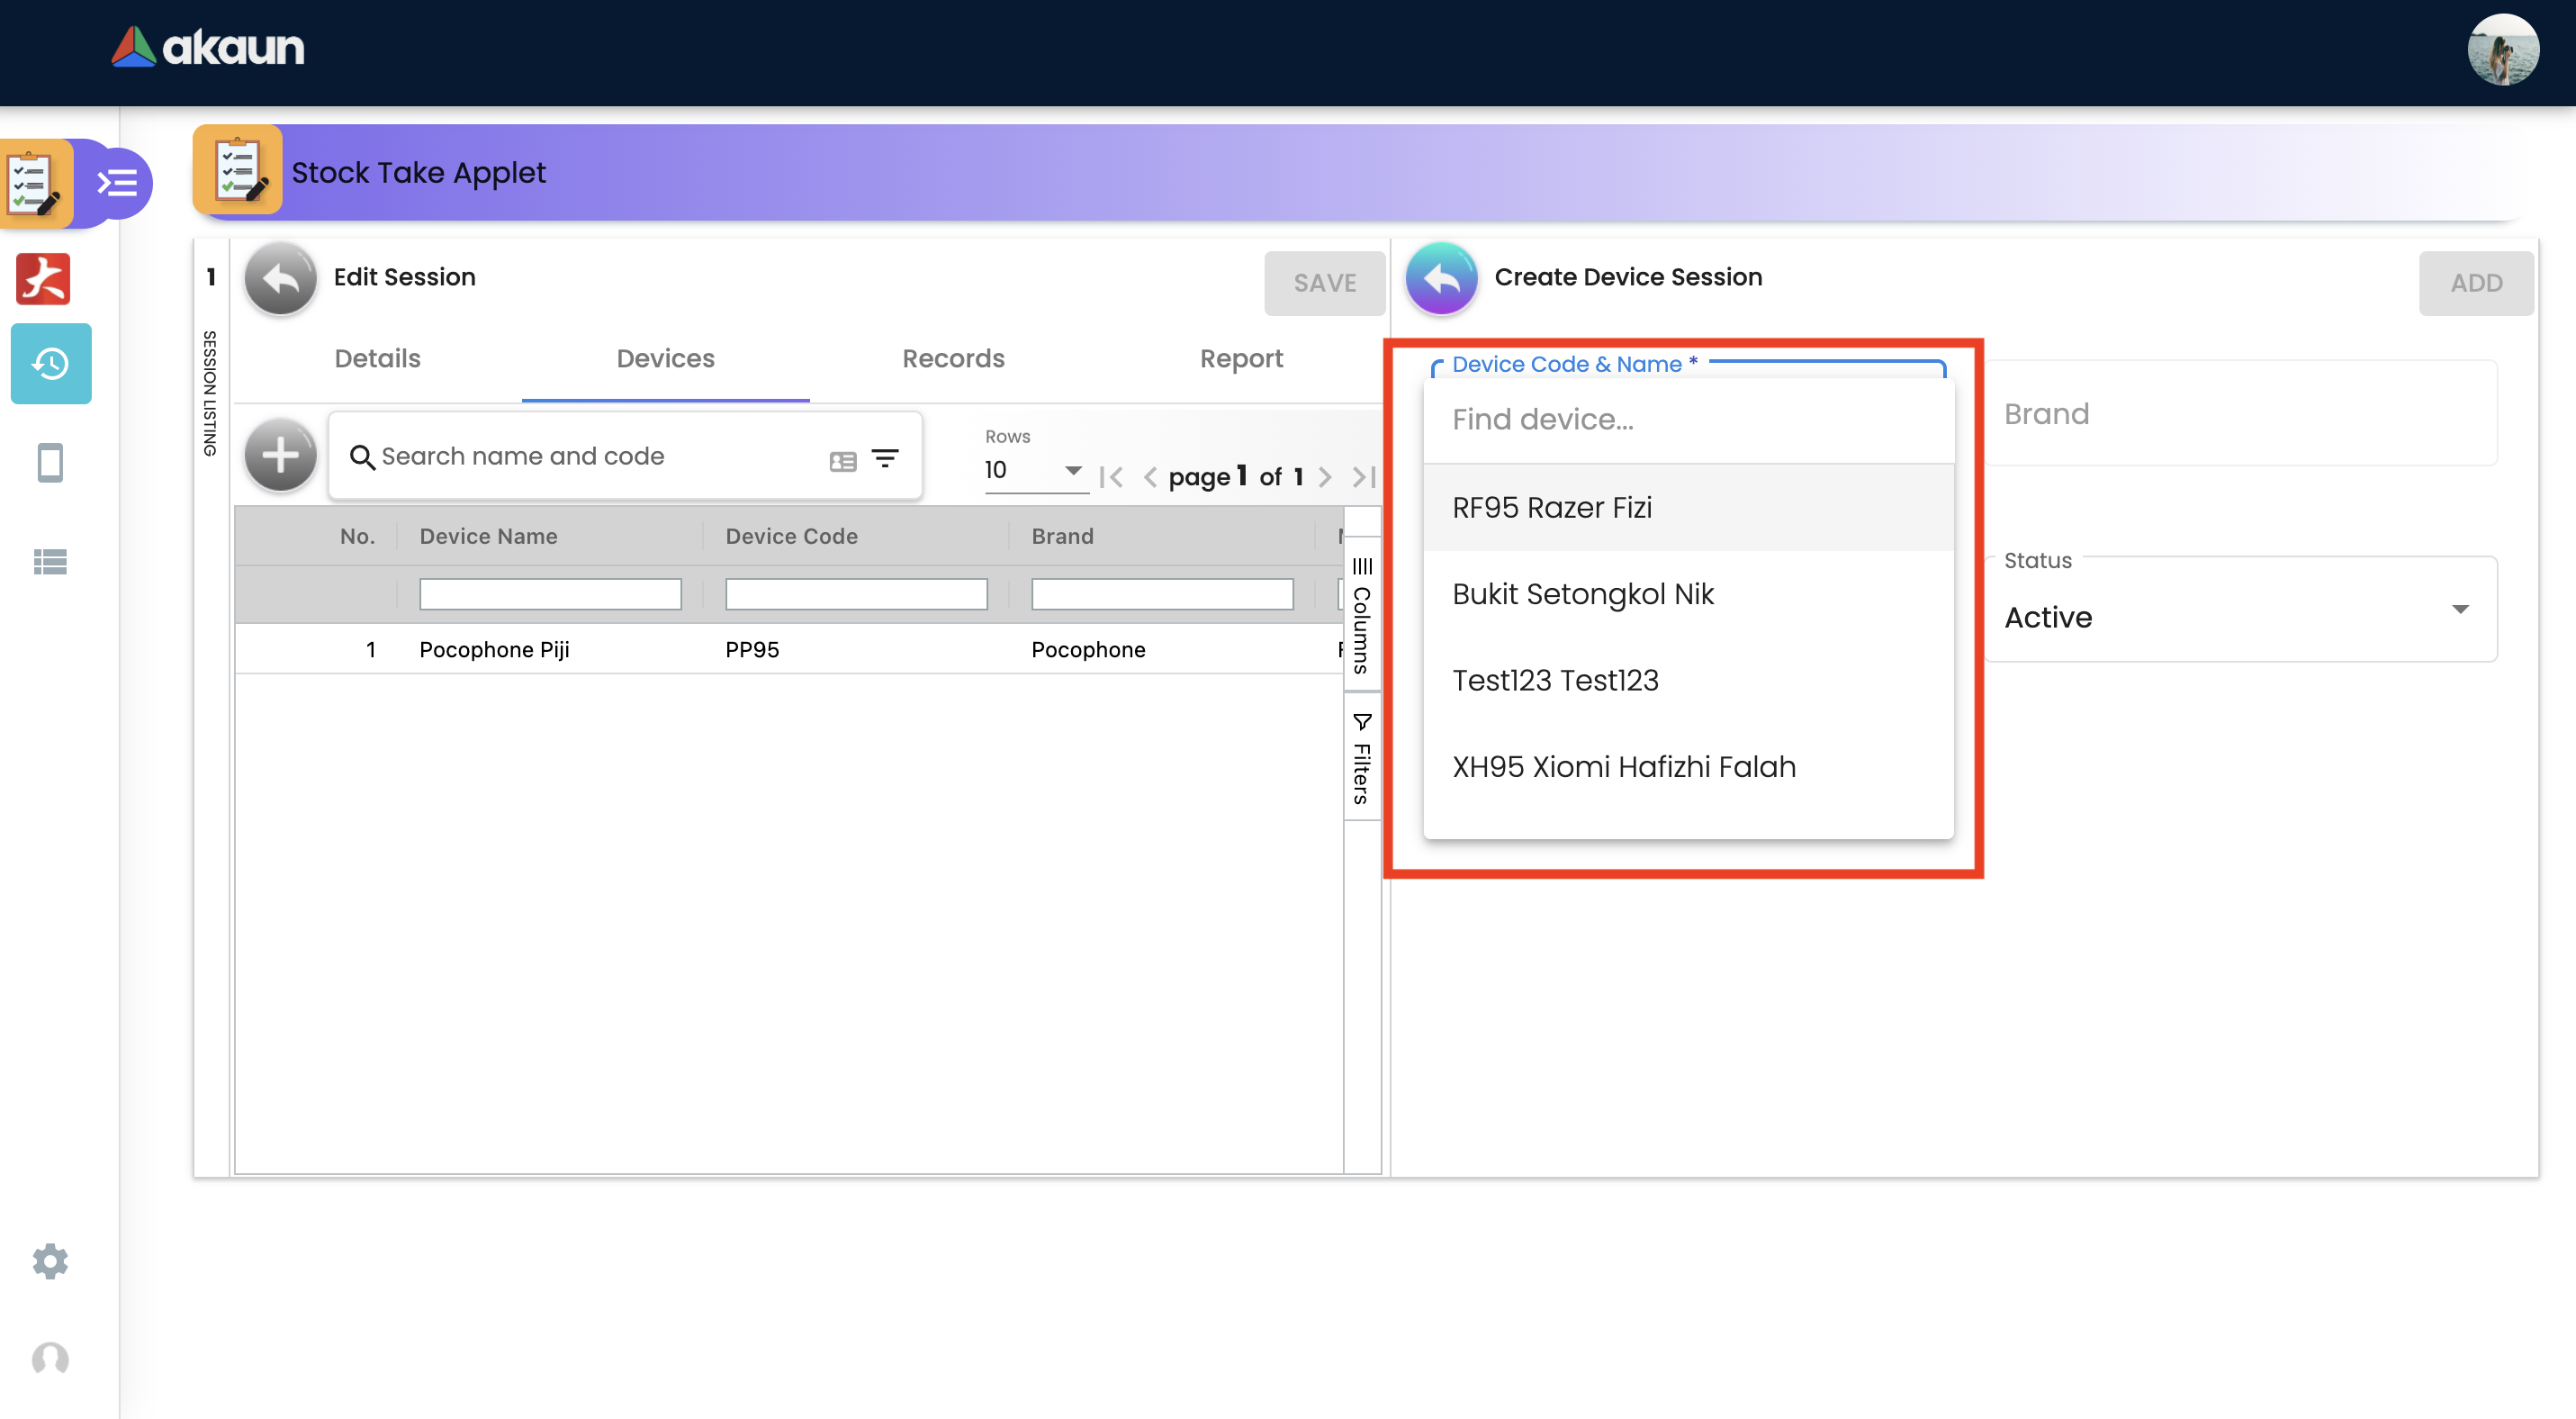 akaun
Stock Take Applet
1
SESSION LISTING
Edit Session
SAVE
Details
Devices
Records
Report
Search name and code
Rows
10
page 1 of 1
No.
Device Name
Device Code
Brand
1
Pocophone Piji
PP95
Pocophone
Columns
Filters
Create Device Session
ADD
Device Code & Name *
Find device...
RF95 Razer Fizi
Bukit Setongkol Nik
Test123 Test123
XH95 Xiomi Hafizhi Falah
Brand
Status
Active